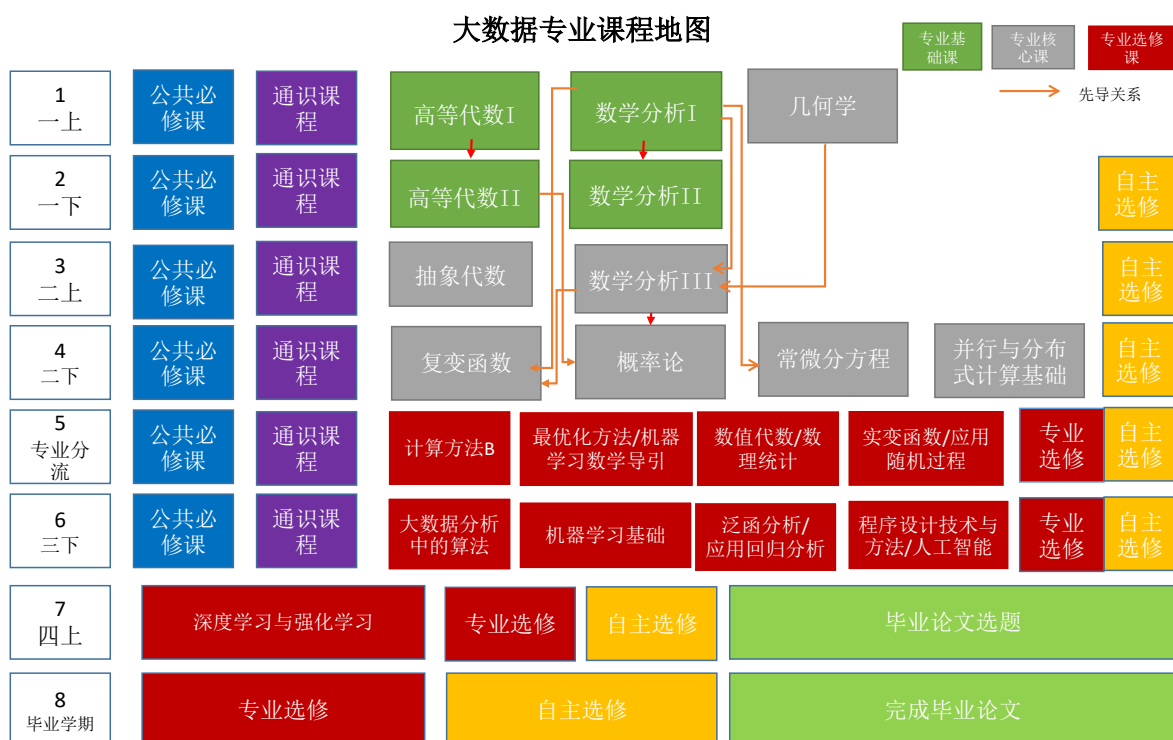 大数据专业课程地图
专业基
础课
专业核
心课
专业选修
课
先导关系
1
一上
公共必
修课
通识课
程
高等代数I
数学分析I
几何学
2
一下
公共必
修课
通识课
程
高等代数II
数学分析II
自主
选修
3
二上
公共必
修课
通识课
程
抽象代数
数学分析III
自主
选修
4
二下
公共必
修课
通识课
程
复变函数
概率论
常微分方程
并行与分布
式计算基础
自主
选修
5
专业分
流
公共必
修课
通识课
程
计算方法B
最优化方法/机器
学习数学导引
数值代数/数
理统计
实变函数/应用
随机过程
专业
选修
自主
选修
6
三下
公共必
修课
通识课
程
大数据分析
中的算法
机器学习基础
泛函分析/
应用回归分析
程序设计技术与
方法/人工智能
专业
选修
自主
选修
7
四上
深度学习与强化学习
专业选修
自主选修
毕业论文选题
8
毕业学期
专业选修
自主选修
完成毕业论文